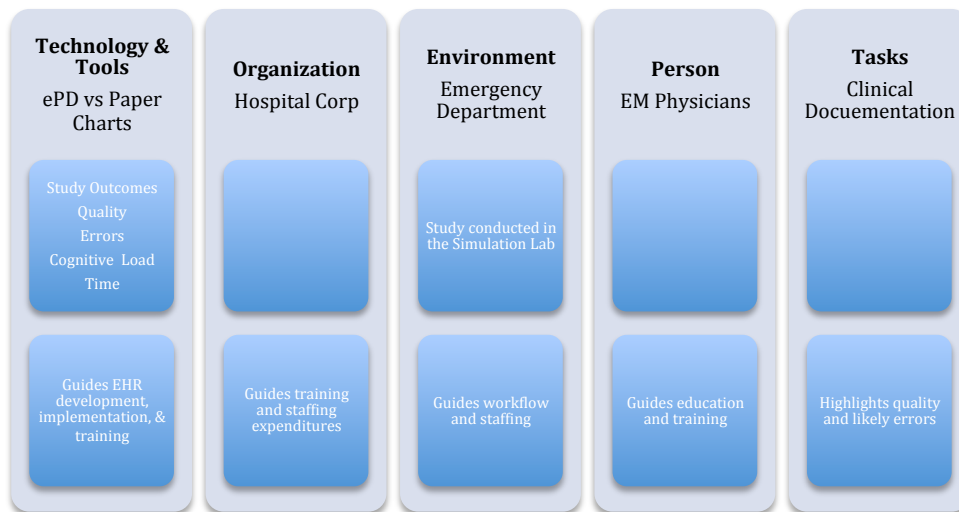 Technology &
Tools
ePD vs Paper
Charts
Study Outcomes
Quality
Errors
Cognitive Load
Time
Guides EHR
development,
implementation, &
training
Organization
Hospital Corp
Guides training
and staffing
expenditures
Environment
Emergency
Department
Study conducted in
the Simulation Lab
Guides workflow
and staffing
Person
EM Physicians
Guides education
and training
Tasks
Clinical
Docuementation
Highlights quality
and likely errors